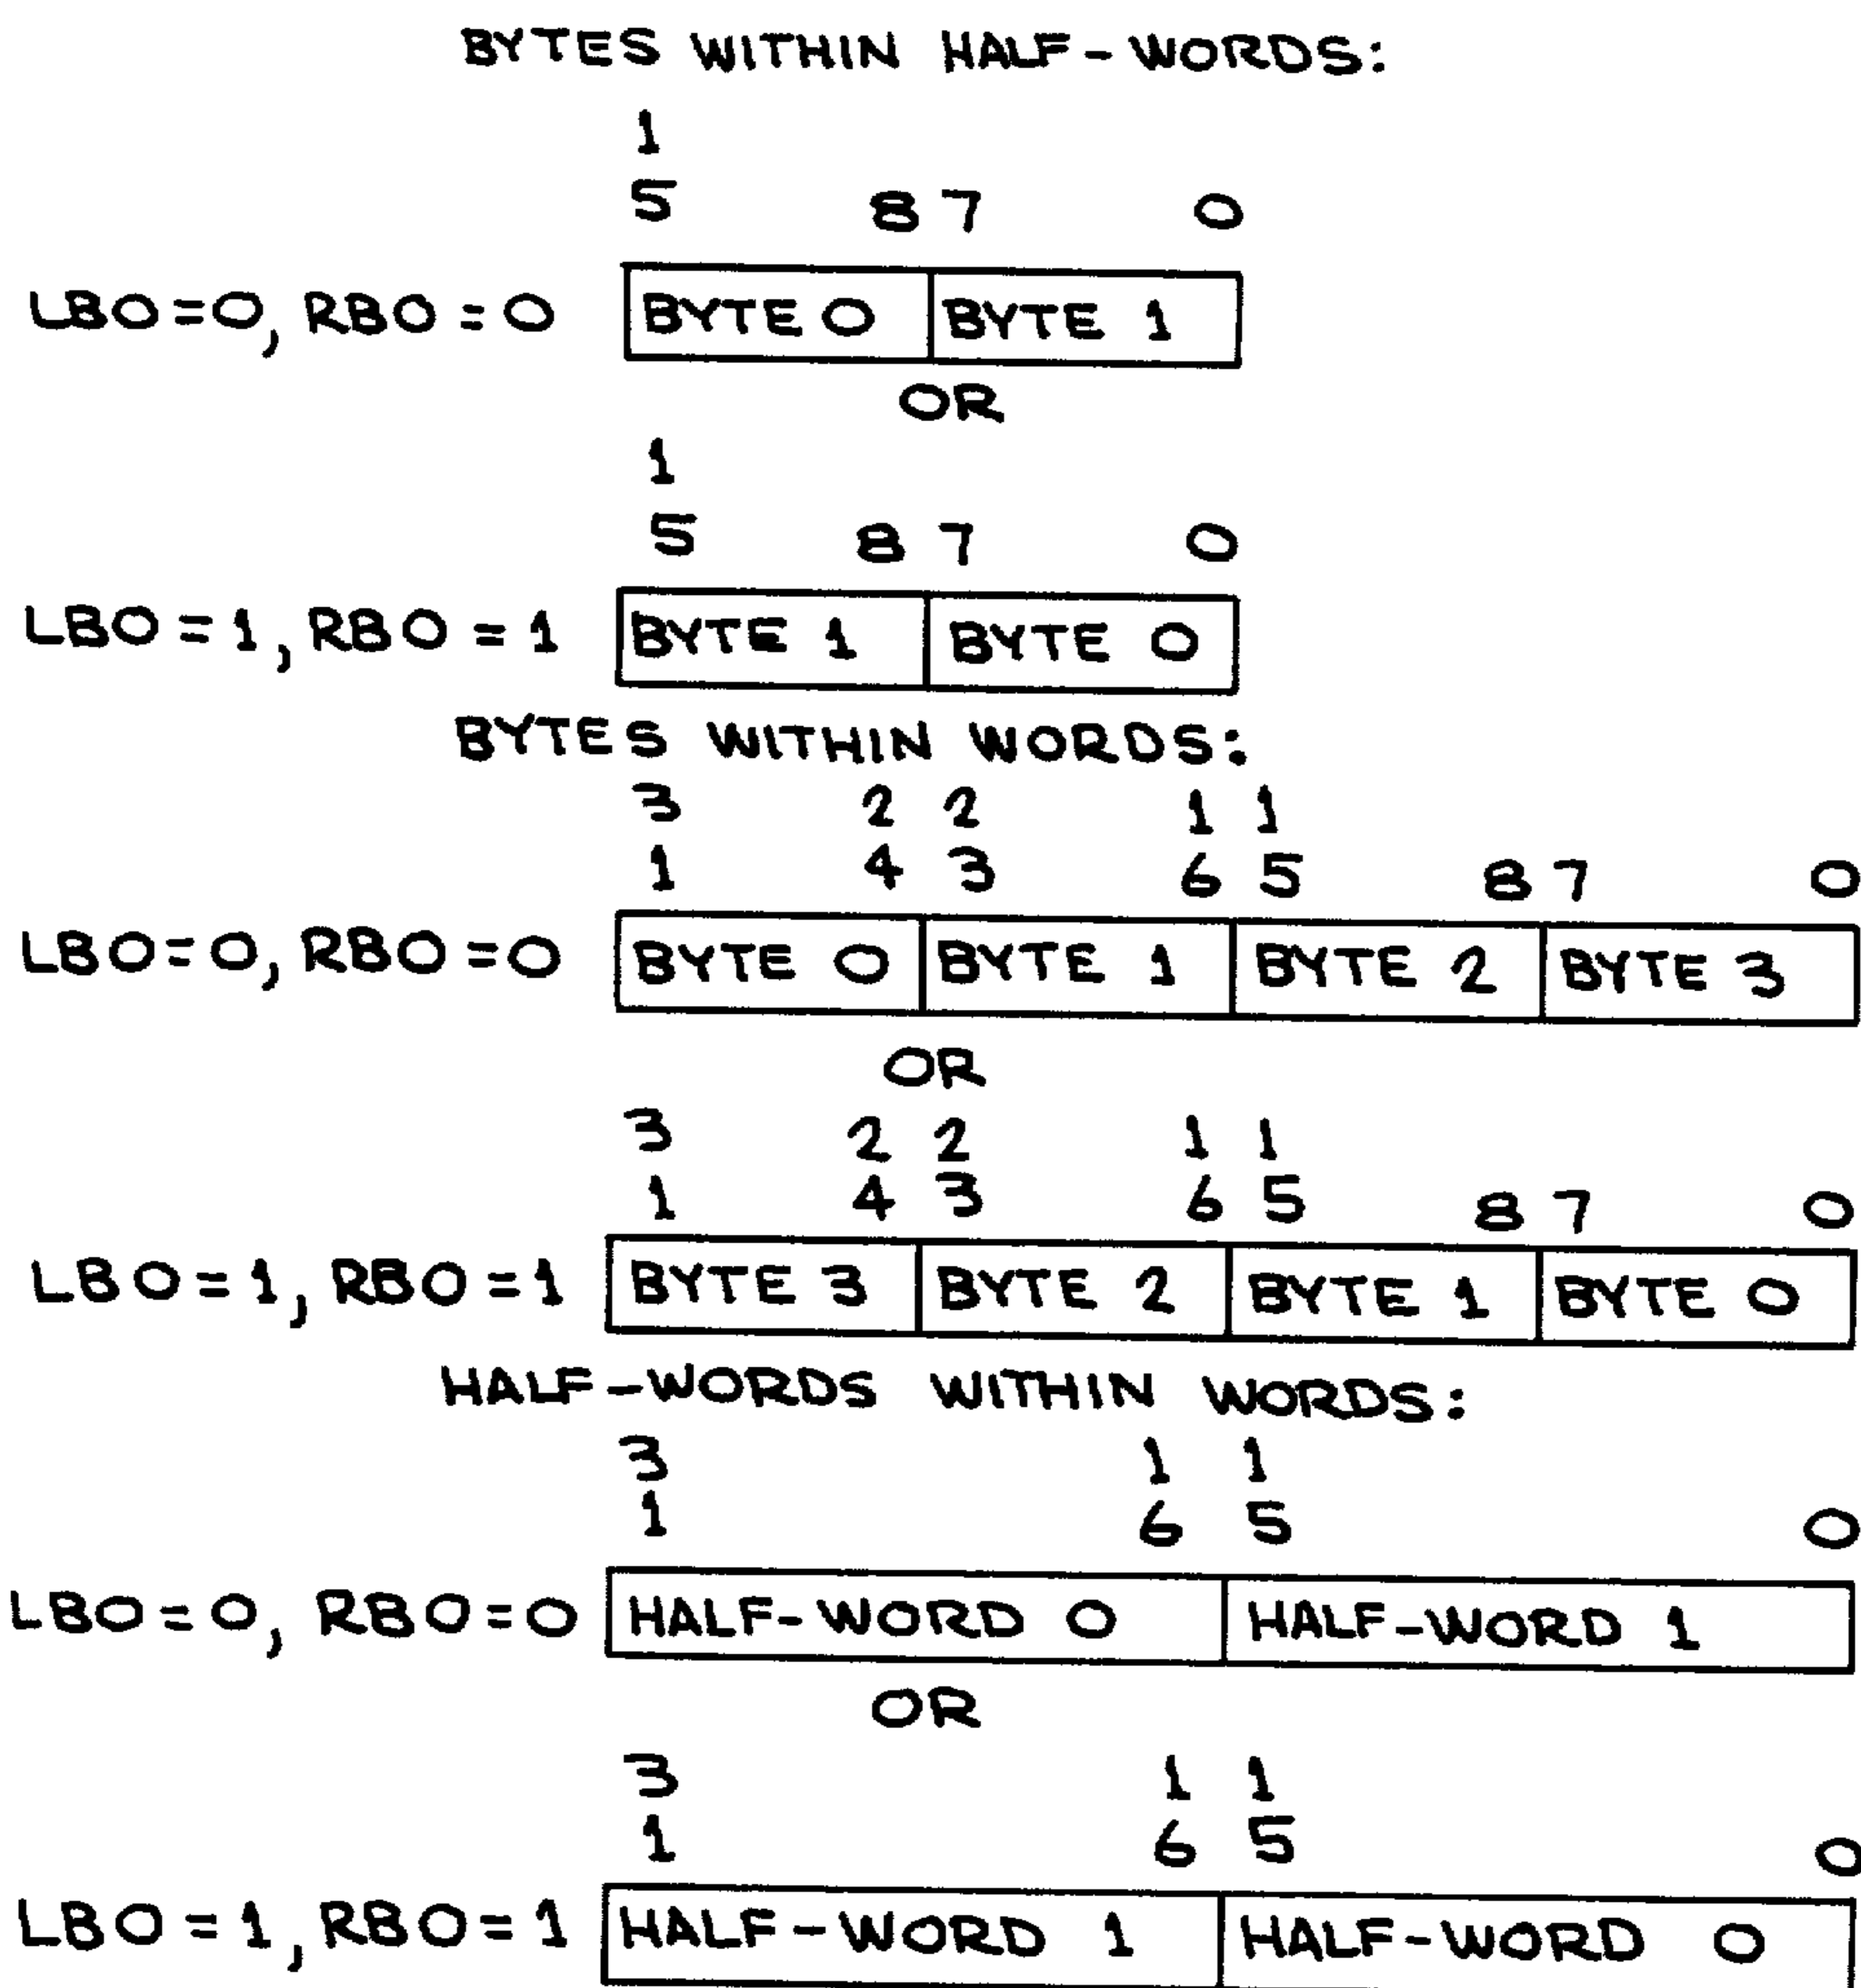 BYTES WITHIN HALF-WORDS:
1
5 8 7 0
LBO=0, RBO=0 BYTE 0 BYTE 1
OR
1
5 8 7 0
LBO=1, RBO=1 BYTE 1 BYTE 0
BYTES WITHIN WORDS:
3 2 2 1 1
1 4 3 6 5 8 7 0
LBO=0, RBO=0 BYTE 0 BYTE 1 BYTE 2 BYTE 3
OR
3 2 2 1 1
1 4 3 6 5 8 7 0
LBO=1, RBO=1 BYTE 3 BYTE 2 BYTE 1 BYTE 0
HALF-WORDS WITHIN WORDS:
3 1 1
1 6 5 0
LBO=0, RBO=0 HALF-WORD 0 HALF-WORD 1
OR
3 1 1
1 6 5 0
LBO=1, RBO=1 HALF-WORD 1 HALF-WORD 0